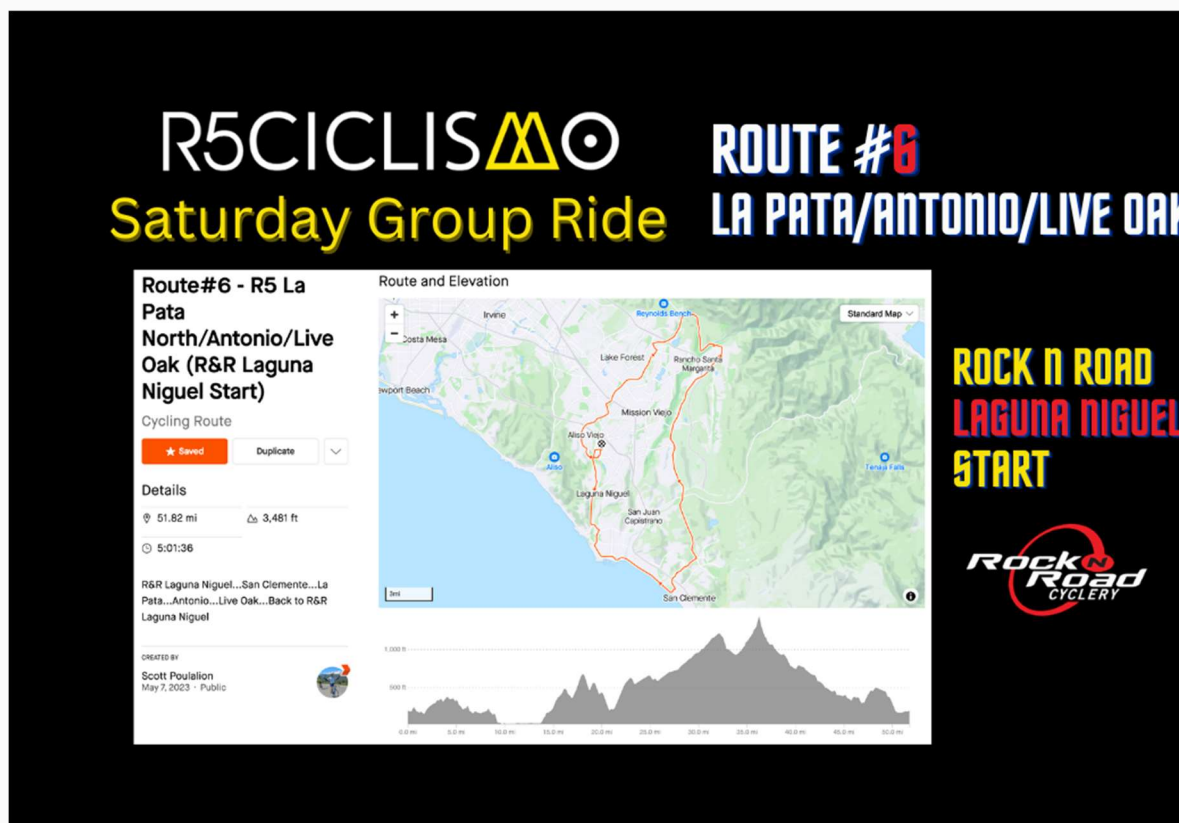 R5CICLISMO
Saturday Group Ride
ROUTE #6
LA PATA/ANTONIO/LIVE OAK
Route#6 - R5 La
Pata
North/Antonio/Live
Oak (R&R Laguna
Niguel Start)
Cycling Route
★ Saved
Duplicate
Details
51.82 mi
3,481 ft
5:01:36
R&R Laguna Niguel...San Clemente...La
Pata...Antonio...Live Oak...Back to R&R
Laguna Niguel
CREATED BY
Scott Poulalion
May 7, 2023 · Public
Route and Elevation
+
−
Standard Map
Reynolds Bench
Irvine
Costa Mesa
Lake Forest
Rancho Santa
Margarita
ewport Beach
Mission Viejo
Aliso Viejo
Aliso
Tenaja Falls
Laguna Niguel
San Juan
Capistrano
San Clemente
3mi
1,000 ft
500 ft
0.0 mi
5.0 mi
10.0 mi
15.0 mi
20.0 mi
25.0 mi
30.0 mi
35.0 mi
40.0 mi
45.0 mi
50.0 mi
ROCK N ROAD
LAGUNA NIGUEL
START
Rock N
Road
CYCLERY